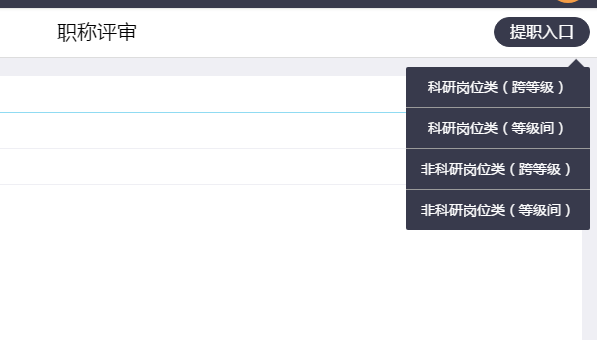 职称评审
提职入口
科研岗位类（跨等级）
科研岗位类（等级间）
非科研岗位类（跨等级）
非科研岗位类（等级间）